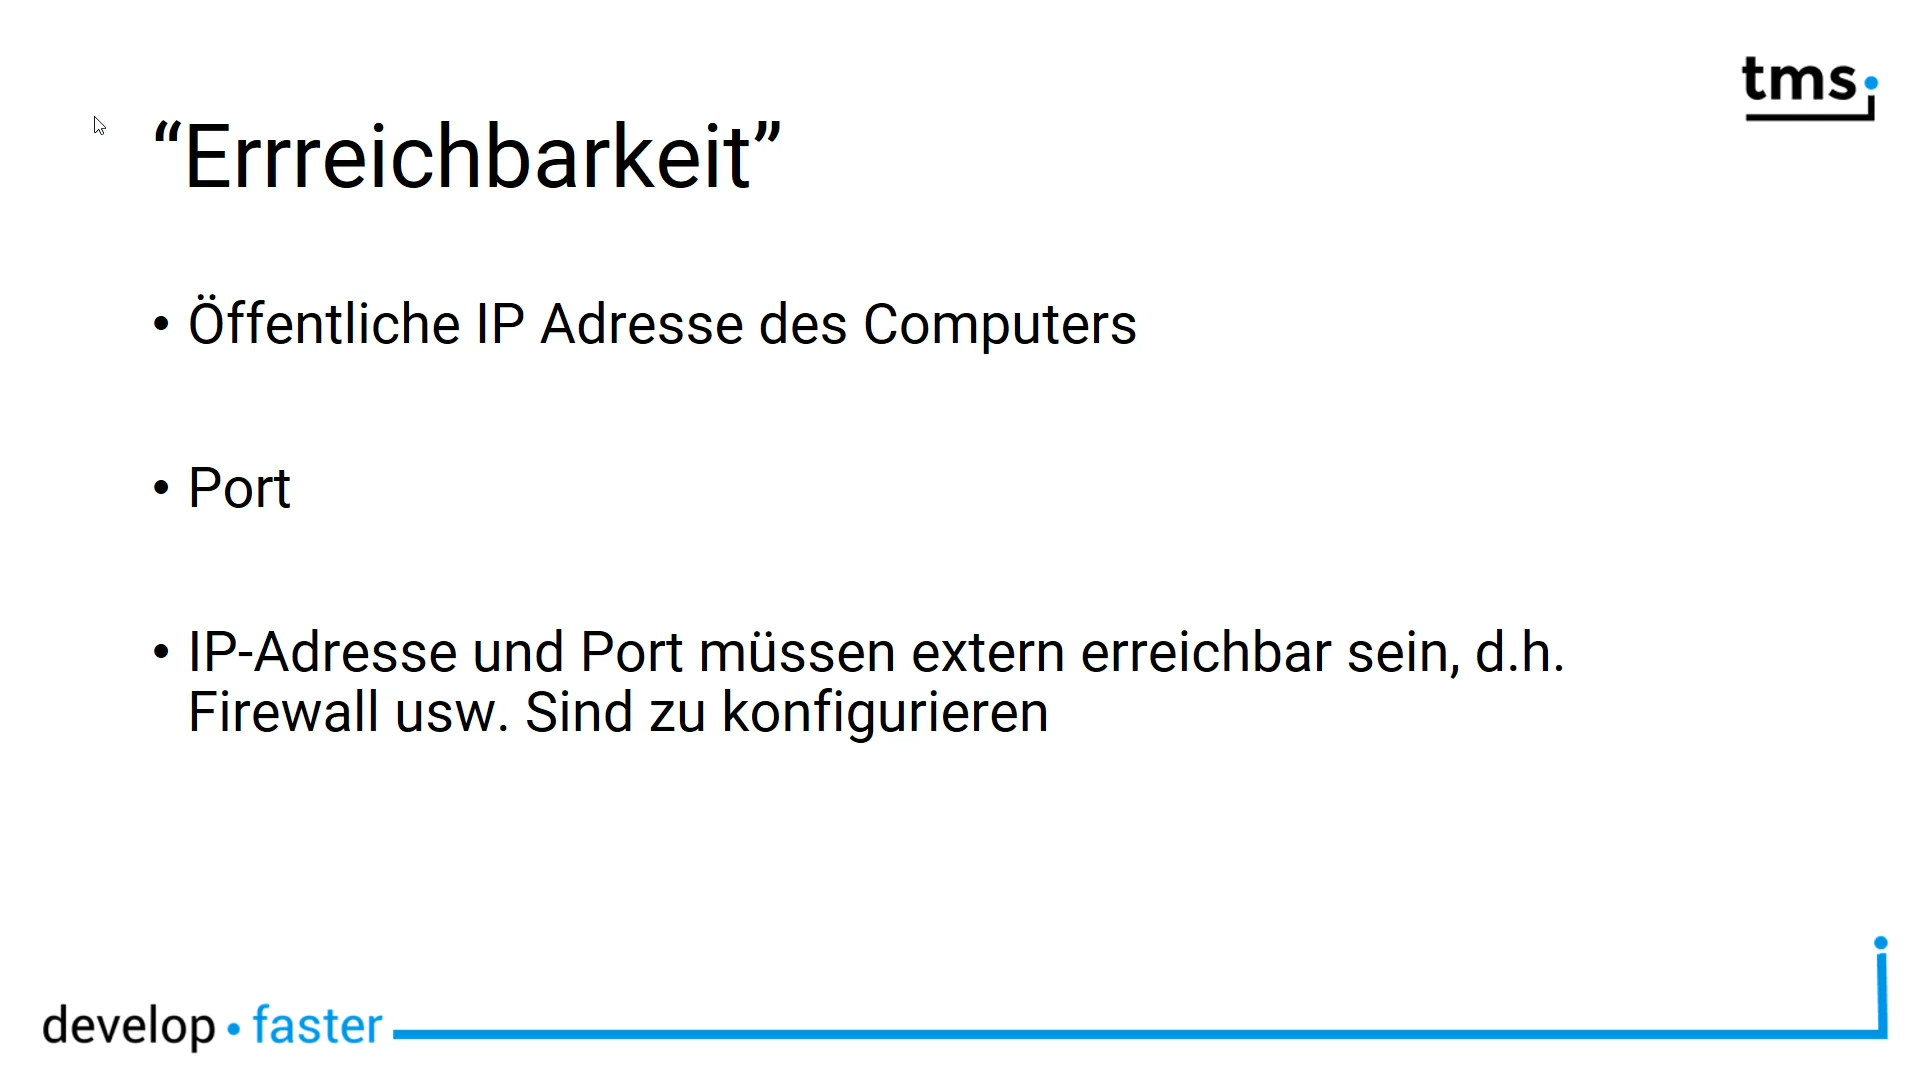 tms
“Errreichbarkeit”
• Öffentliche IP Adresse des Computers
• Port
• IP-Adresse und Port müssen extern erreichbar sein, d.h.
Firewall usw. Sind zu konfigurieren
develop • faster